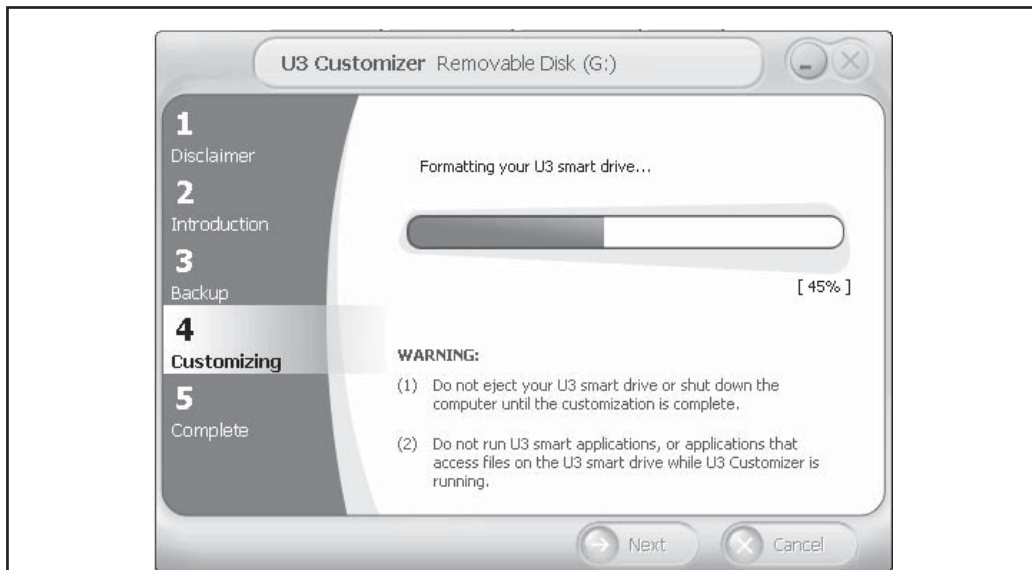 U3 Customizer Removable Disk (G:)
1
Disclaimer
2
Introduction
3
Backup
4
Customizing
5
Complete
Formatting your U3 smart drive...
[ 45% ]
WARNING:
(1) Do not eject your U3 smart drive or shut down the
computer until the customization is complete.
(2) Do not run U3 smart applications, or applications that
access files on the U3 smart drive while U3 Customizer is
running.
Next
Cancel